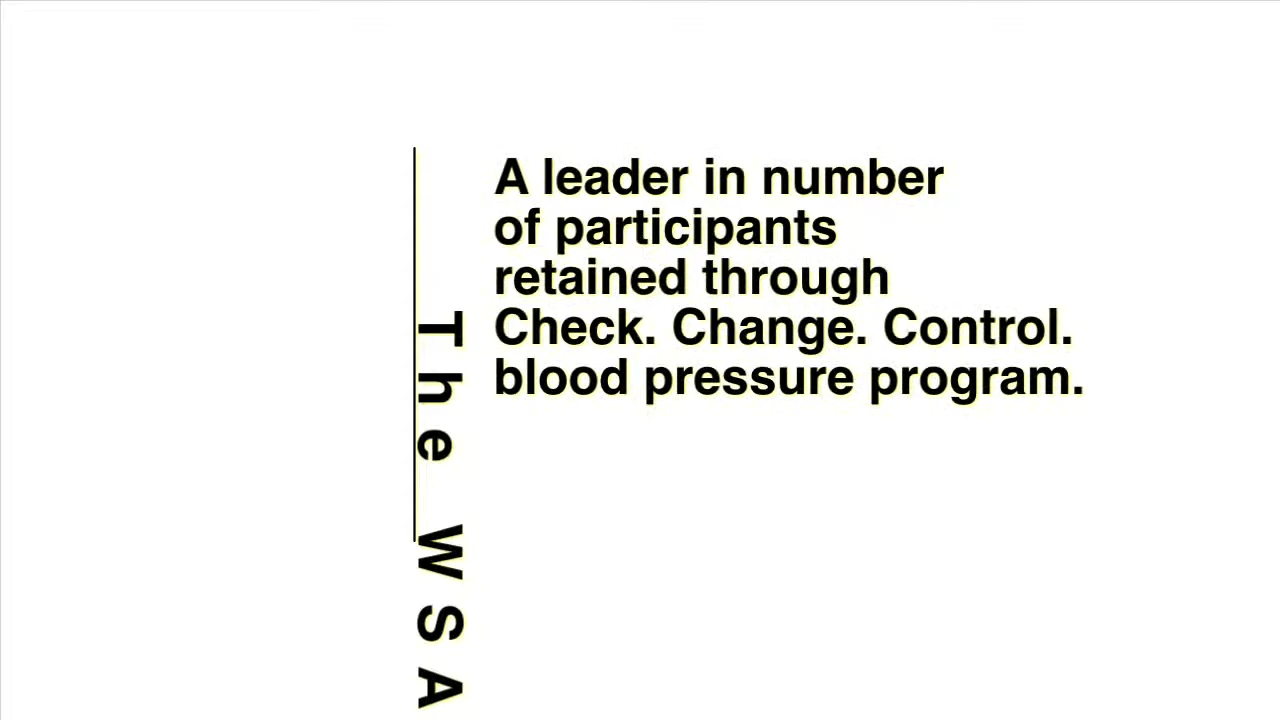 A leader in number
of participants
retained through
Check. Change. Control.
blood pressure program.
The WSA